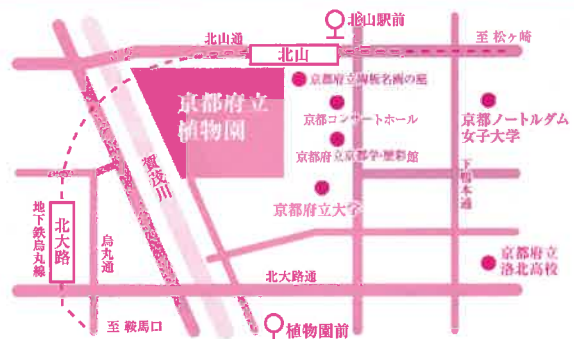 北山駅前
北山通
北山
至 松ヶ崎
京都府立陶板名画の庭
京都府立
植物園
京都コンサートホール
京都ノートルダム
女子大学
京都府立京都学・歴彩館
賀茂川
下鴨本通
京都府立大学
北大路
地下鉄烏丸線
烏丸通
京都府立
洛北高校
北大路通
至 鞍馬口
植物園前